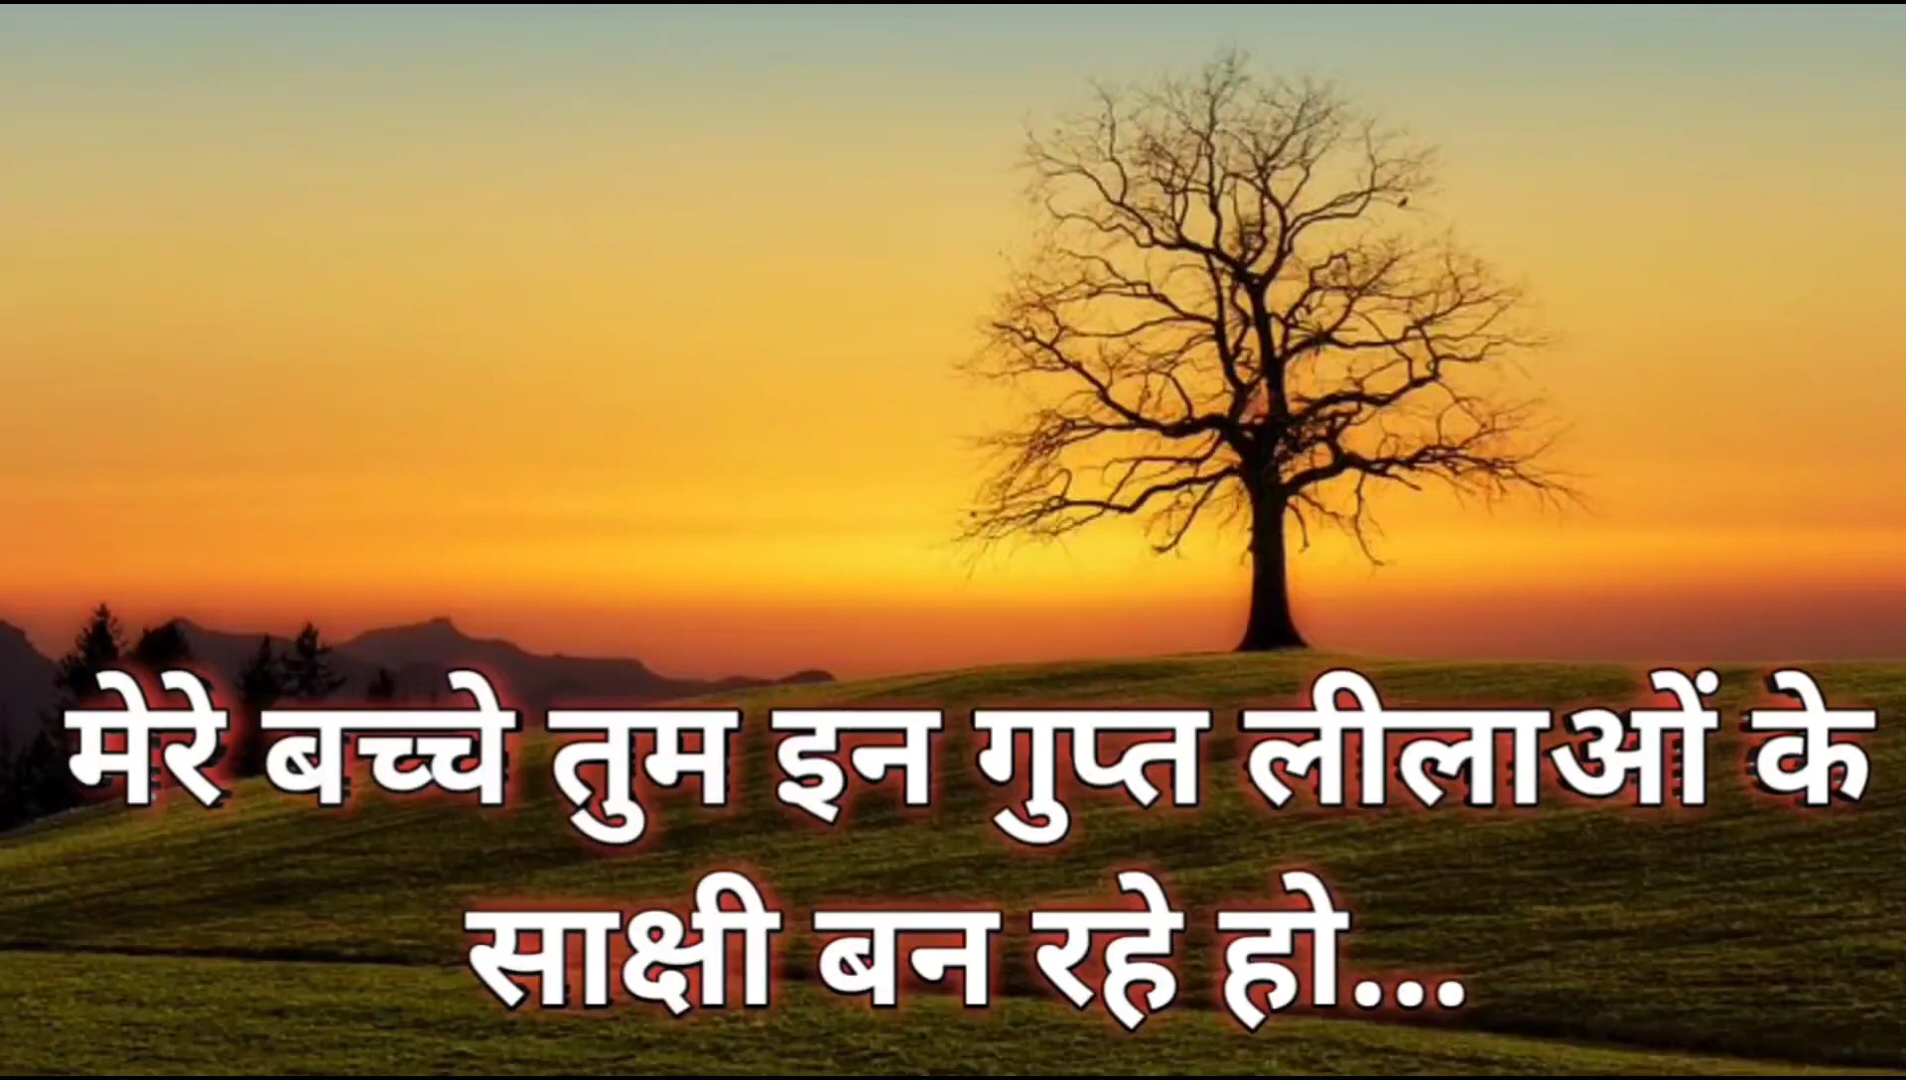 मेरे बच्चे तुम इन गुप्त लीलाओं के
साक्षी बन रहे हो...